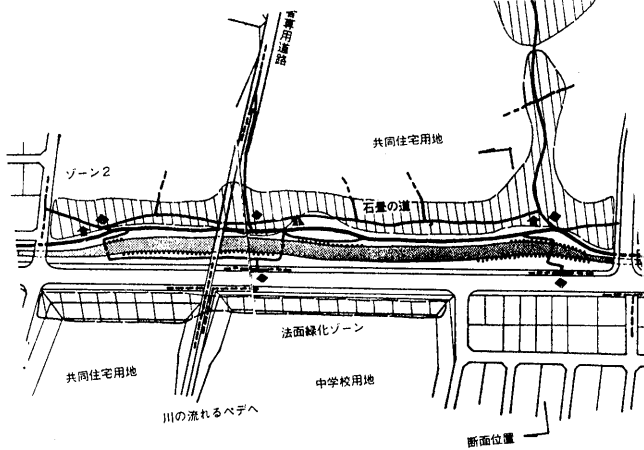 者専用道路
共同住宅用地
ゾーン2
石畳の道
法面緑化ゾーン
共同住宅用地
中学校用地
川の流れるペデへ
断面位置